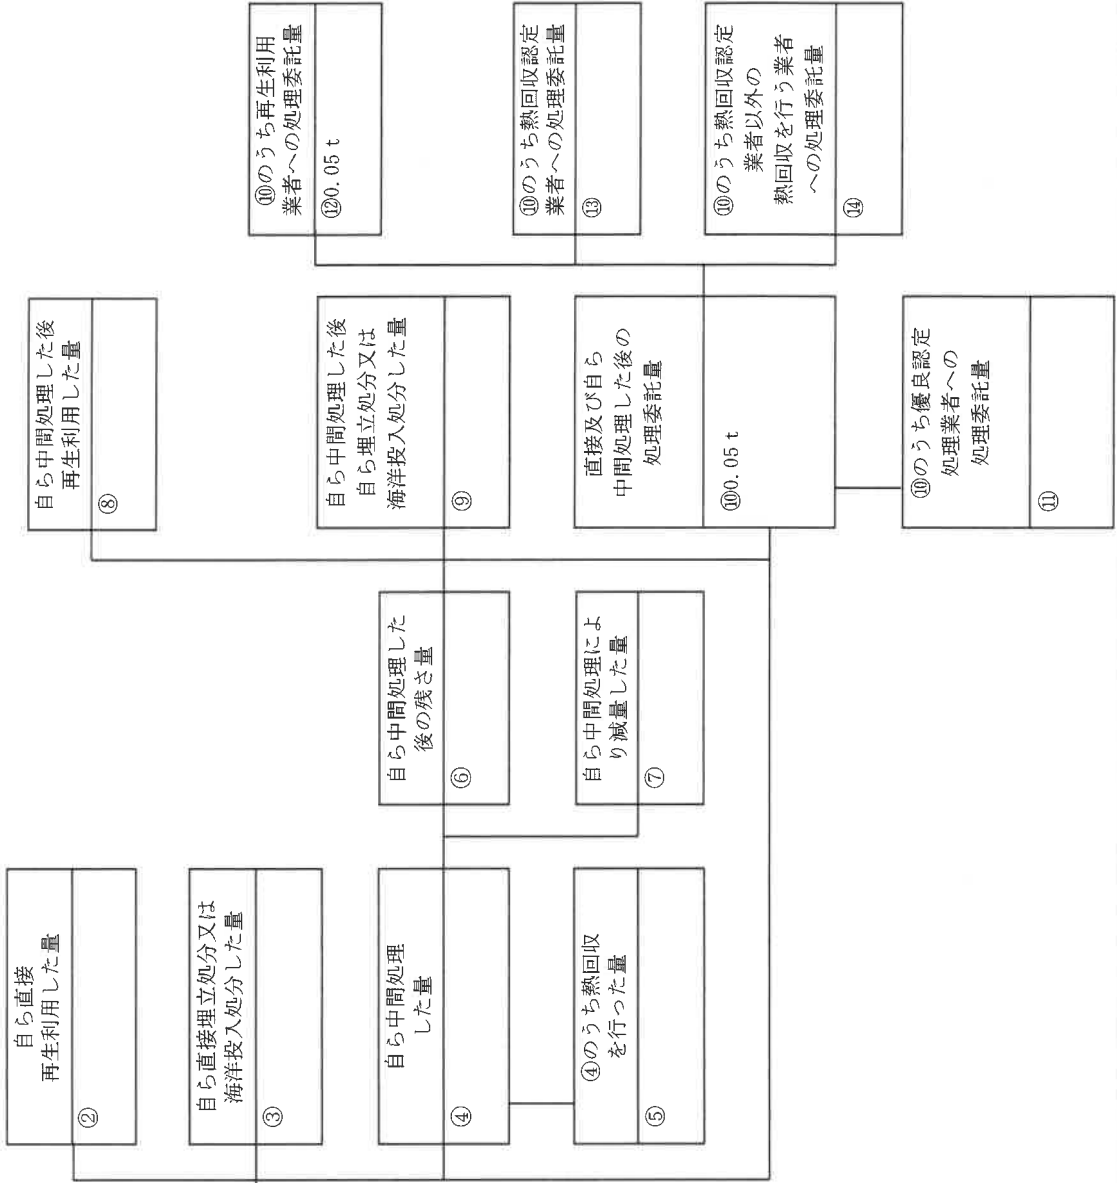 自ら直接
再生利用した量
②
自ら直接埋立処分又は
海洋投入処分した量
③
自ら中間処理
した量
④
④のうち熱回収
を行った量
⑤
自ら中間処理した
後の残さ量
⑥
自ら中間処理によ
り減量した量
⑦
自ら中間処理した後
再生利用した量
⑧
自ら中間処理した後
自ら埋立処分又は
海洋投入処分した量
⑨
直接及び自ら
中間処理した後の
処理委託量
⑩0.05 t
⑩のうち優良認定
処理業者への
処理委託量
⑪
⑩のうち再生利用
業者への処理委託量
⑫0.05 t
⑩のうち熱回収認定
業者への処理委託量
⑬
⑩のうち熱回収認定
業者以外の
熱回収を行う業者
への処理委託量
⑭